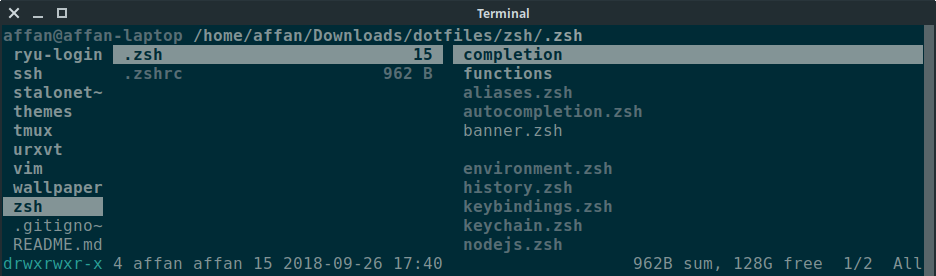 Terminal
affan@affan-laptop /home/affan/Downloads/dotfiles/zsh/.zsh
ryu-login .zsh 15 completion
ssh .zshrc 962 B functions
stalonet~ aliases.zsh
themes autocompletion.zsh
tmux banner.zsh
urxvt
vim environment.zsh
wallpaper history.zsh
zsh keybindings.zsh
.gitigno~ keychain.zsh
README.md nodejs.zsh
drwxrwxr-x 4 affan affan 15 2018-09-26 17:40 962B sum, 128G free 1/2 All